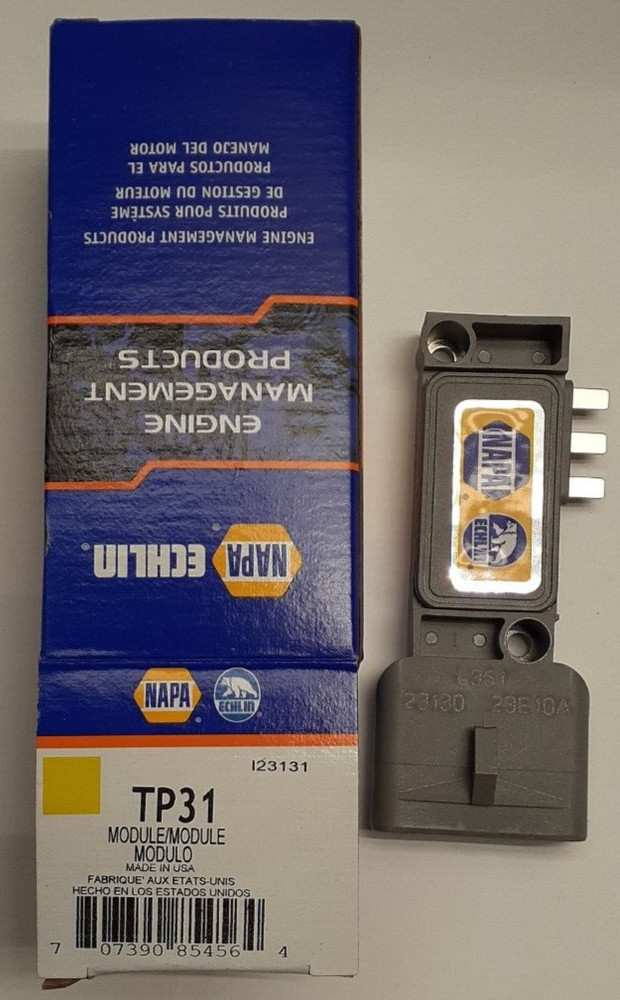 ENGINE MANAGEMENT PRODUCTS
PRODUITS POUR SYSTÈME
DE GESTION DU MOTEUR
PRODUCTOS PARA EL
MANEJO DEL MOTOR
ENGINE
MANAGEMENT
PRODUCTS
NAPA ECHLIN®
NAPA® ECHLIN®
I23131
TP31
MODULE/MODULE
MODULO
MADE IN USA
FABRIQUE' AUX ETATS-UNIS
HECHO EN LOS ESTADOS UNIDOS
7 07390 85456 4
NAPA
ECHLIN
23130 23E10A